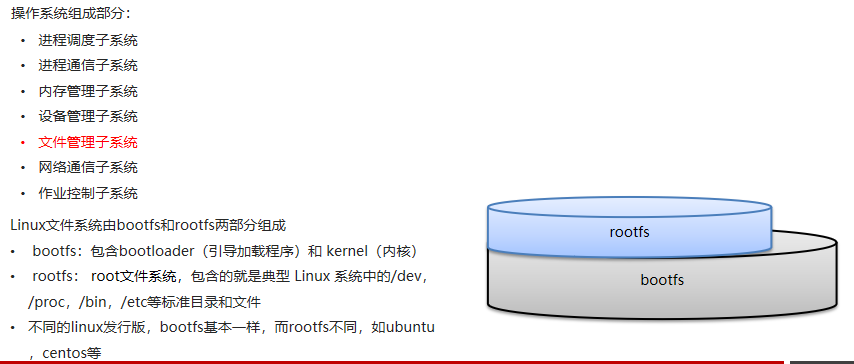 操作系统组成部分：
• 进程调度子系统
• 进程通信子系统
• 内存管理子系统
• 设备管理子系统
• 文件管理子系统
• 网络通信子系统
• 作业控制子系统
Linux文件系统由bootfs和rootfs两部分组成
• bootfs：包含bootloader（引导加载程序）和 kernel（内核）
• rootfs： root文件系统，包含的就是典型 Linux 系统中的/dev，
/proc，/bin，/etc等标准目录和文件
• 不同的linux发行版，bootfs基本一样，而rootfs不同，如ubuntu
，centos等
rootfs
bootfs